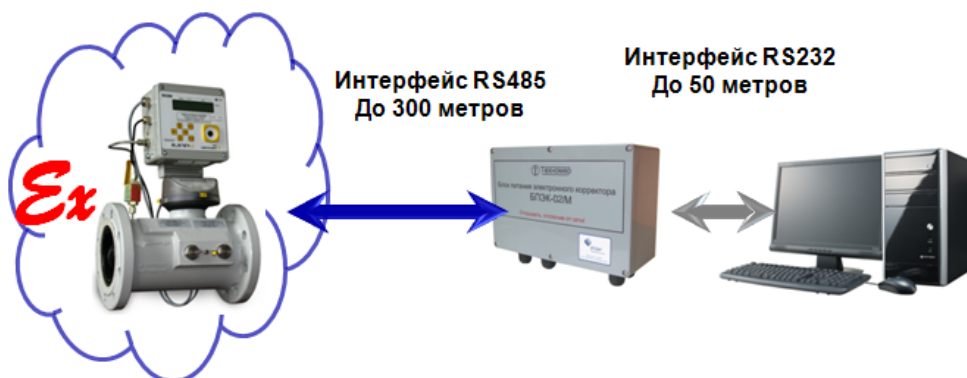 Интерфейс RS485
До 300 метров
Интерфейс RS232
До 50 метров
Ex
Блок питания электронного корректора
БПЭК-02/М